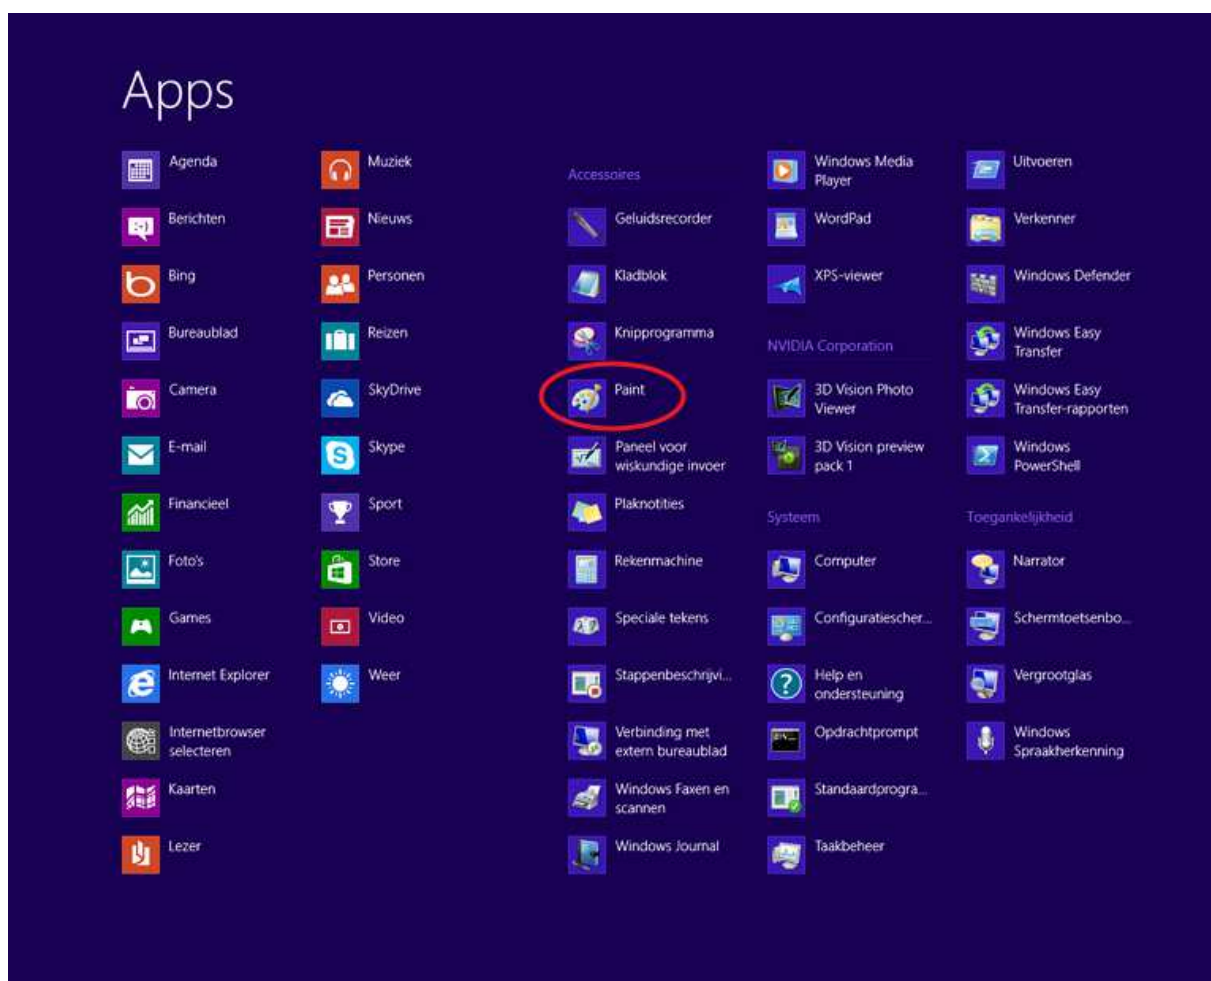 Apps
Agenda
Berichten
Bing
Bureaublad
Camera
E-mail
Financieel
Foto's
Games
Internet Explorer
Internetbrowser
selecteren
Kaarten
Lezer
Muziek
Nieuws
Personen
Reizen
SkyDrive
Skype
Sport
Store
Video
Weer
Accessoires
Geluidsrecorder
Kladblok
Knipprogramma
Paint
Paneel voor
wiskundige invoer
Plaknotities
Rekenmachine
Speciale tekens
Stappenbeschrijvi...
Verbinding met
extern bureaublad
Windows Faxen en
scannen
Windows Journal
Windows Media
Player
WordPad
XPS-viewer
NVIDIA Corporation
3D Vision Photo
Viewer
3D Vision preview
pack 1
Systeem
Computer
Configuratiescher...
Help en
ondersteuning
Opdrachtprompt
Standaardprogra...
Taakbeheer
Uitvoeren
Verkenner
Windows Defender
Windows Easy
Transfer
Windows Easy
Transfer-rapporten
Windows
PowerShell
Toegankelijkheid
Narrator
Schermtoetsenbo...
Vergrootglas
Windows
Spraakherkenning